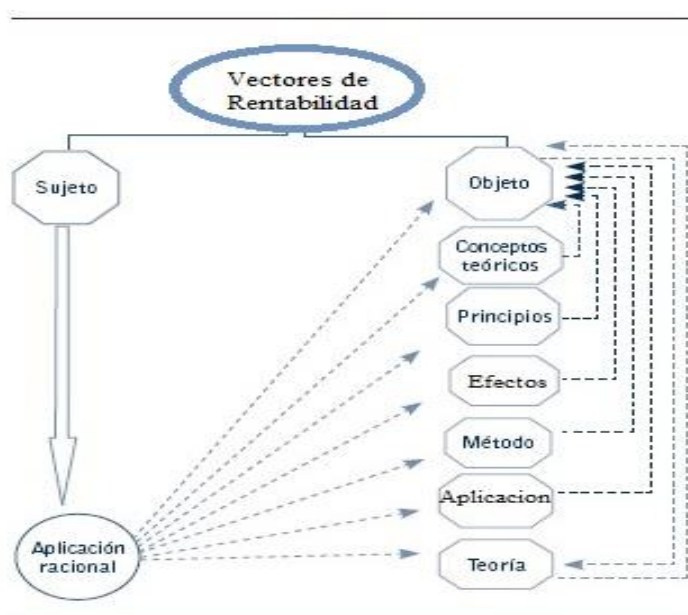 Vectores de
Rentabilidad
Sujeto
Objeto
Conceptos
teóricos
Principios
Efectos
Método
Aplicacion
Aplicación
racional
Teoría